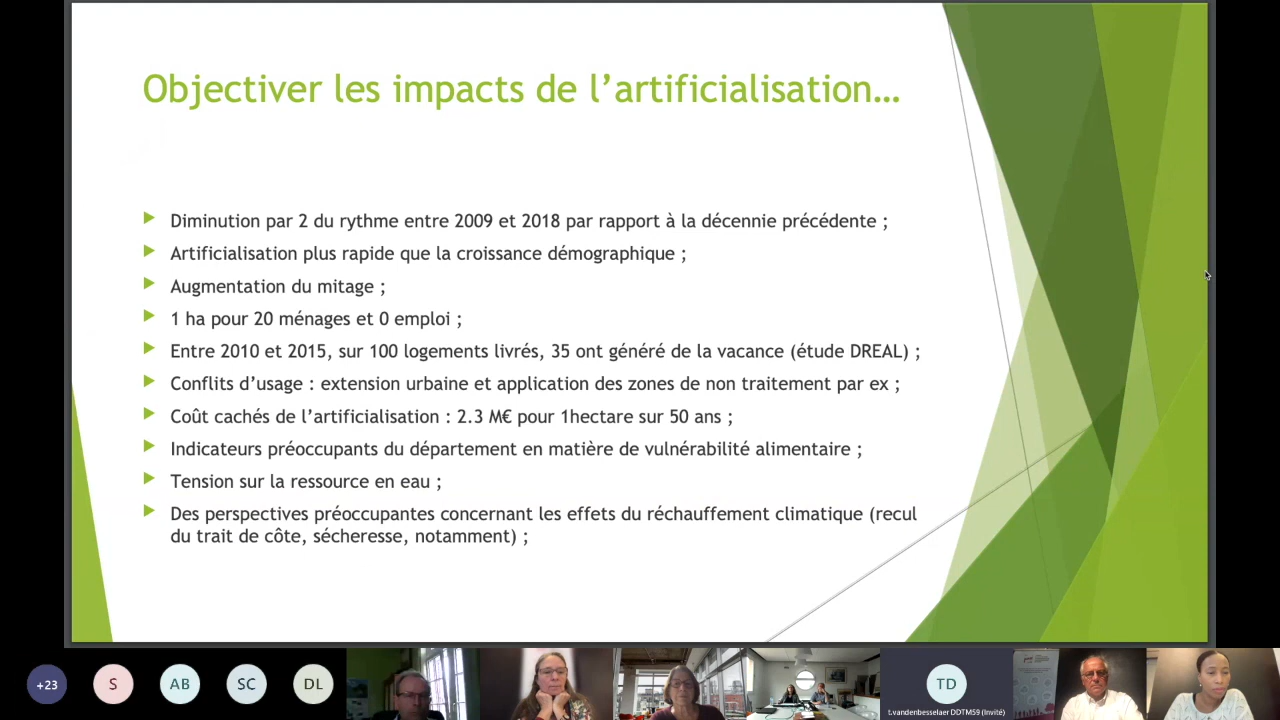 Objectiver les impacts de l’artificialisation…
Diminution par 2 du rythme entre 2009 et 2018 par rapport à la décennie précédente ;
Artificialisation plus rapide que la croissance démographique ;
Augmentation du mitage ;
1 ha pour 20 ménages et 0 emploi ;
Entre 2010 et 2015, sur 100 logements livrés, 35 ont généré de la vacance (étude DREAL) ;
Conflits d’usage : extension urbaine et application des zones de non traitement par ex ;
Coût cachés de l’artificialisation : 2.3 M€ pour 1hectare sur 50 ans ;
Indicateurs préoccupants du département en matière de vulnérabilité alimentaire ;
Tension sur la ressource en eau ;
Des perspectives préoccupantes concernant les effets du réchauffement climatique (recul
du trait de côte, sécheresse, notamment) ;
+23
S
AB
SC
DL
TD
t.vandenbesselaer DDTM59 (Invité)